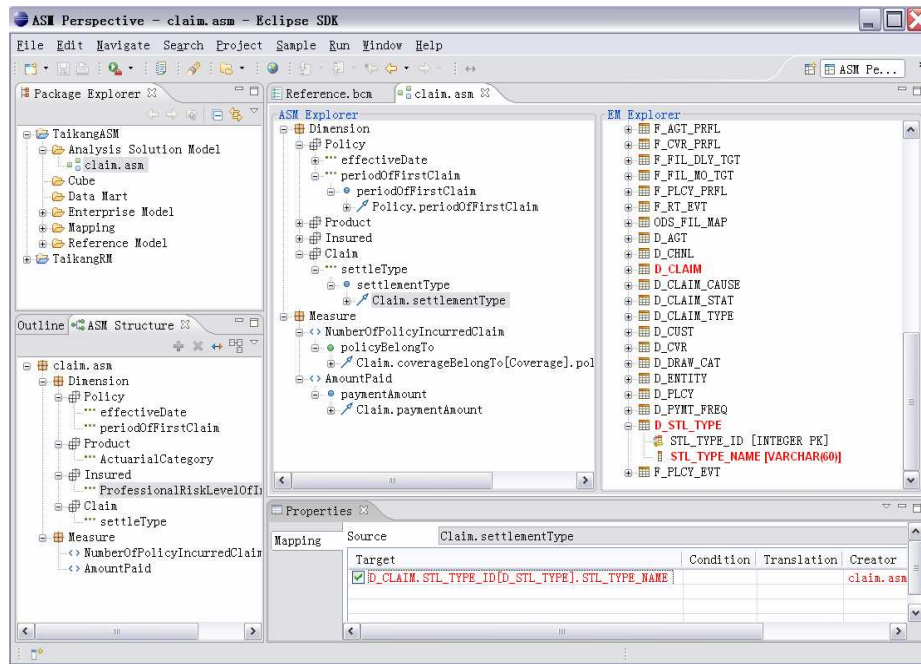 ASM Perspective - claim.asm - Eclipse SDK
File Edit Navigate Search Project Sample Run Window Help
ASM Pe...
Package Explorer
TaikangASM
Analysis Solution Model
claim.asm
Cube
Data Mart
Enterprise Model
Mapping
Reference Model
TaikangRM
Outline ASM Structure
claim.asm
Dimension
Policy
effectiveDate
periodOfFirstClaim
Product
ActuarialCategory
Insured
ProfessionalRiskLevelOfI
Claim
settleType
Measure
NumberOfPolicyIncurredClaim
AmountPaid
Reference.bcm claim.asm
ASM Explorer
Dimension
Policy
effectiveDate
periodOfFirstClaim
periodOfFirstClaim
Policy.periodOfFirstClaim
Product
Insured
Claim
settleType
settlementType
Claim.settlementType
Measure
NumberOfPolicyIncurredClaim
policyBelongTo
Claim.coverageBelongTo[Coverage].pol
AmountPaid
paymentAmount
Claim.paymentAmount
EM Explorer
F_AGT_PRFL
F_CVR_PRFL
F_FIL_DLY_TGT
F_FIL_MO_TGT
F_PLCY_PRFL
F_RT_EVT
ODS_FIL_MAP
D_AGT
D_CHNL
D_CLAIM
D_CLAIM_CAUSE
D_CLAIM_STAT
D_CLAIM_TYPE
D_CUST
D_CVR
D_DRAW_CAT
D_ENTITY
D_PLCY
D_PYMT_FREQ
D_STL_TYPE
STL_TYPE_ID [INTEGER PK]
STL_TYPE_NAME [VARCHAR(60)]
F_PLCY_EVT
Properties
Mapping
Source Claim.settlementType
Target Condition Translation Creator
D_CLAIM.STL_TYPE_ID[D_STL_TYPE].STL_TYPE_NAME claim.asm